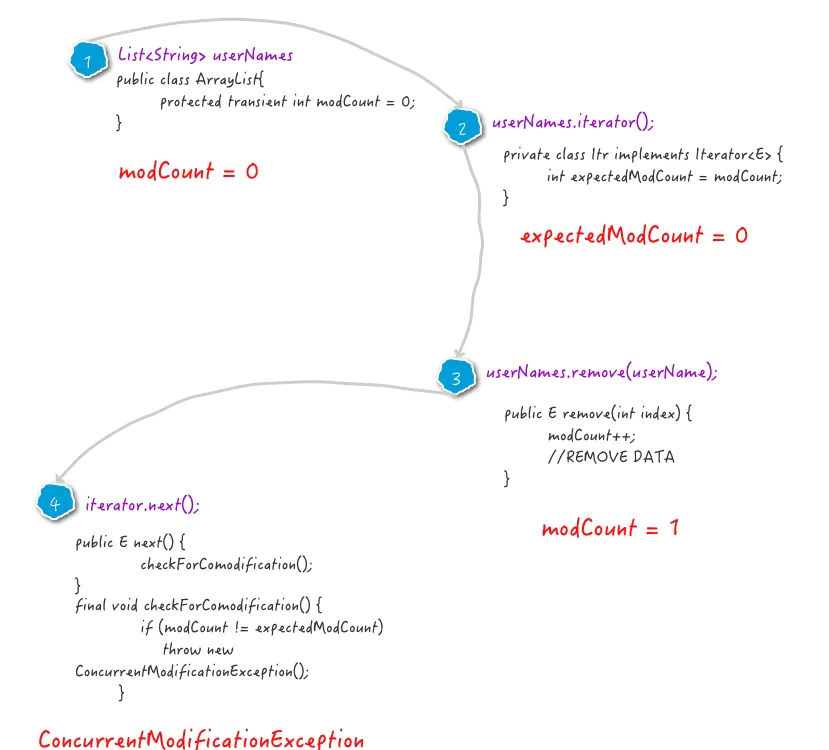 1
List<String> userNames
public class ArrayList{
protected transient int modCount = 0;
}
modCount = 0
2
userNames.iterator();
private class Itr implements Iterator<E> {
int expectedModCount = modCount;
}
expectedModCount = 0
3
userNames.remove(userName);
public E remove(int index) {
modCount++;
//REMOVE DATA
}
modCount = 1
4
iterator.next();
public E next() {
checkForComodification();
}
final void checkForComodification() {
if (modCount != expectedModCount)
throw new
ConcurrentModificationException();
}
ConcurrentModificationException